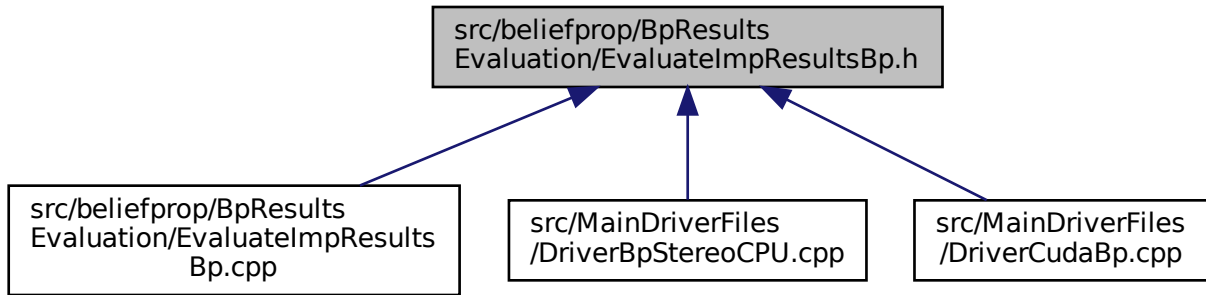 src/beliefprop/BpResults
Evaluation/EvaluateImpResultsBp.h
src/beliefprop/BpResults
Evaluation/EvaluateImpResults
Bp.cpp
src/MainDriverFiles
/DriverBpStereoCPU.cpp
src/MainDriverFiles
/DriverCudaBp.cpp